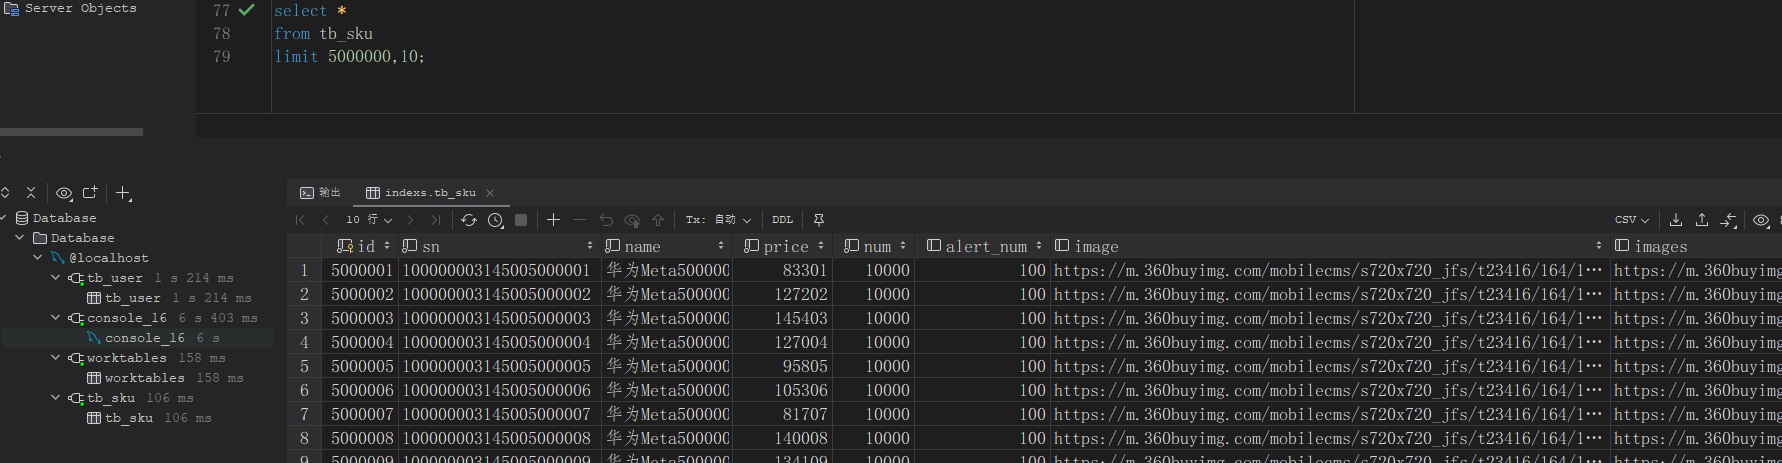 Server Objects
77 select *
78 from tb_sku
79 limit 5000000,10;
Database
Database
@localhost
tb_user 1 s 214 ms
tb_user 1 s 214 ms
console_16 6 s 403 ms
console_16 6 s
worktables 158 ms
worktables 158 ms
tb_sku 106 ms
tb_sku 106 ms
输出 indexs.tb_sku
10 行 Tx: 自动 DDL CSV
id sn name price num alert_num image images
1 5000001 100000003145005000001 华为Meta500000 83301 10000 100 https://m.360buyimg.com/mobilecms/s720x720_jfs/t23416/164/1… https://m.360buyimg
2 5000002 100000003145005000002 华为Meta500000 127202 10000 100 https://m.360buyimg.com/mobilecms/s720x720_jfs/t23416/164/1… https://m.360buyimg
3 5000003 100000003145005000003 华为Meta500000 145403 10000 100 https://m.360buyimg.com/mobilecms/s720x720_jfs/t23416/164/1… https://m.360buyimg
4 5000004 100000003145005000004 华为Meta500000 127004 10000 100 https://m.360buyimg.com/mobilecms/s720x720_jfs/t23416/164/1… https://m.360buyimg
5 5000005 100000003145005000005 华为Meta500000 95805 10000 100 https://m.360buyimg.com/mobilecms/s720x720_jfs/t23416/164/1… https://m.360buyimg
6 5000006 100000003145005000006 华为Meta500000 105306 10000 100 https://m.360buyimg.com/mobilecms/s720x720_jfs/t23416/164/1… https://m.360buyimg
7 5000007 100000003145005000007 华为Meta500000 81707 10000 100 https://m.360buyimg.com/mobilecms/s720x720_jfs/t23416/164/1… https://m.360buyimg
8 5000008 100000003145005000008 华为Meta500000 140008 10000 100 https://m.360buyimg.com/mobilecms/s720x720_jfs/t23416/164/1… https://m.360buyimg
9 5000009 100000003145005000009 华为Meta500000 134109 10000 100 https://m.360buyimg.com/mobilecms/s720x720_jfs/t23416/164/1… https://m.360buyimg